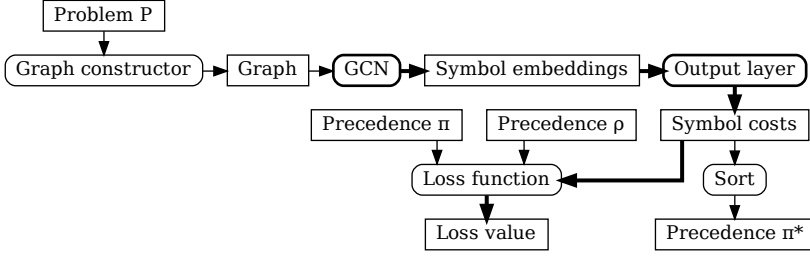 Problem P
Graph constructor
Graph
GCN
Symbol embeddings
Output layer
Precedence π
Precedence ρ
Symbol costs
Loss function
Sort
Loss value
Precedence π*